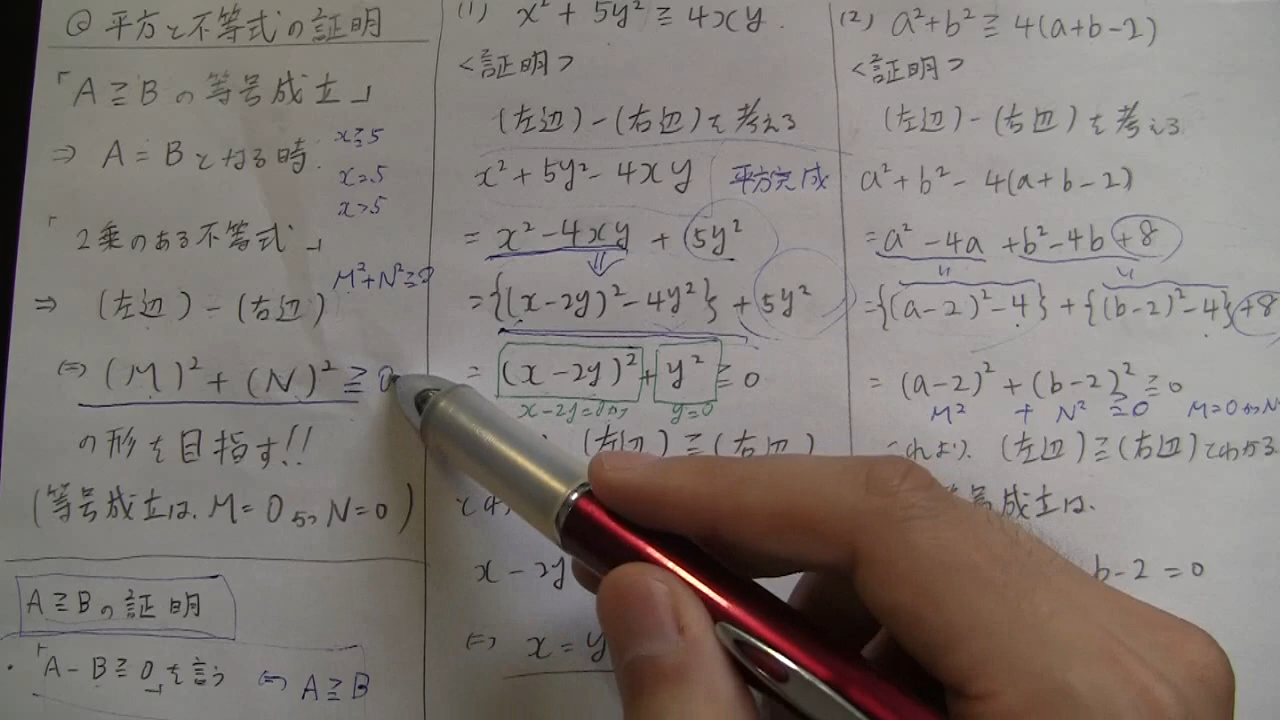 ◎ 平方と不等式の証明
「A≧Bの等号成立」
⇒ A=Bとなる時.
x≧5
x=5
x>5
「2乗のある不等式」
M²+N²≧0
⇒ (左辺)-(右辺)
⇔ (M)²+(N)²≧0
の形を目指す!!
(等号成立は、M=0かつN=0)
A≧Bの証明
・「A-B≧0」を言う ⇔ A≧B
(1) x²+5y²≧4xy.
<証明>
(左辺)-(右辺)を考える
x²+5y²-4xy 平方完成
=x²-4xy+5y²
={(x-2y)²-4y²}+5y²
=(x-2y)²+y²≧0
x-2y=0かつ y=0
(左辺)≧(右辺)
x-2y
⇔ x=y
(2) a²+b²≧4(a+b-2)
<証明>
(左辺)-(右辺)を考える
a²+b²-4(a+b-2)
=a²-4a+b²-4b+8
={(a-2)²-4}+{(b-2)²-4}+8
=(a-2)²+(b-2)²≧0
M²+N²≧0 M=0かつN
これより、(左辺)≧(右辺)でわかる
等号成立は、
b-2=0